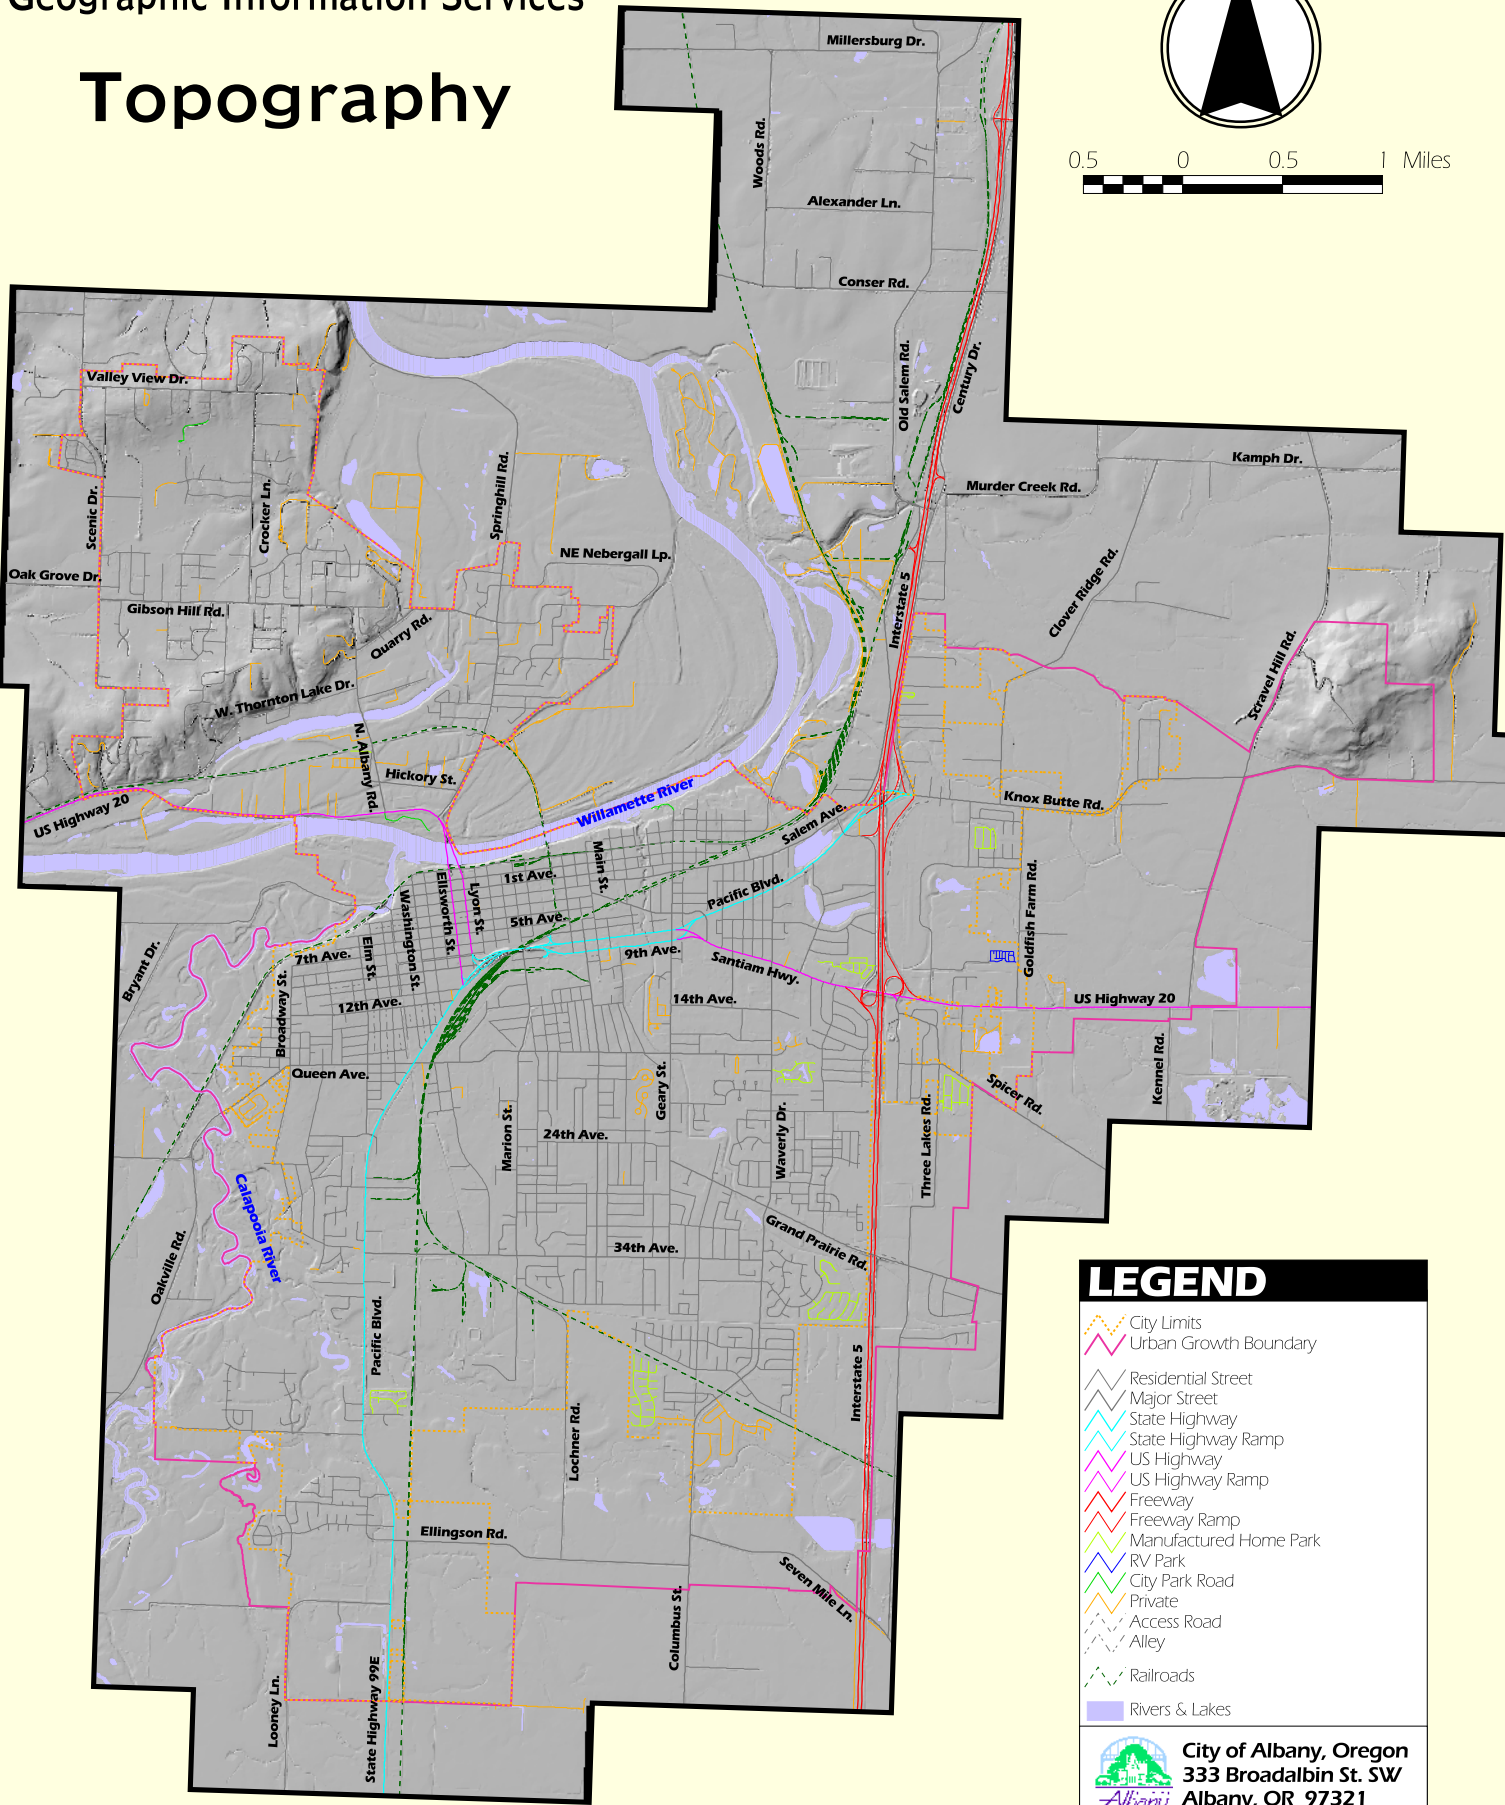 Geographic Information Services
Topography
0.5 0 0.5 1 Miles
Millersburg Dr.
Woods Rd.
Alexander Ln.
Conser Rd.
Old Salem Rd.
Century Dr.
Valley View Dr.
Kamph Dr.
Murder Creek Rd.
Scenic Dr.
Crocker Ln.
Springhill Rd.
NE Nebergall Lp.
Oak Grove Dr.
Gibson Hill Rd.
Quarry Rd.
Interstate 5
Clover Ridge Rd.
Scravel Hill Rd.
W. Thornton Lake Dr.
N. Albany Rd.
Hickory St.
Willamette River
US Highway 20
Salem Ave.
Knox Butte Rd.
Main St.
1st Ave.
Pacific Blvd.
Goldfish Farm Rd.
Washington St.
Ellsworth St.
Lyon St.
5th Ave.
Bryant Dr.
7th Ave.
Elm St.
9th Ave.
Santiam Hwy.
12th Ave.
14th Ave.
US Highway 20
Broadway St.
Queen Ave.
Geary St.
Kennel Rd.
Spicer Rd.
Marion St.
24th Ave.
Waverly Dr.
Three Lakes Rd.
Calapooia River
Oakville Rd.
34th Ave.
Grand Prairie Rd.
Pacific Blvd.
Interstate 5
Lochner Rd.
Ellingson Rd.
Seven Mile Ln.
Columbus St.
Looney Ln.
State Highway 99E
LEGEND
City Limits
Urban Growth Boundary
Residential Street
Major Street
State Highway
State Highway Ramp
US Highway
US Highway Ramp
Freeway
Freeway Ramp
Manufactured Home Park
RV Park
City Park Road
Private
Access Road
Alley
Railroads
Rivers & Lakes
Albany
City of Albany, Oregon
333 Broadalbin St. SW
Albany, OR 97321